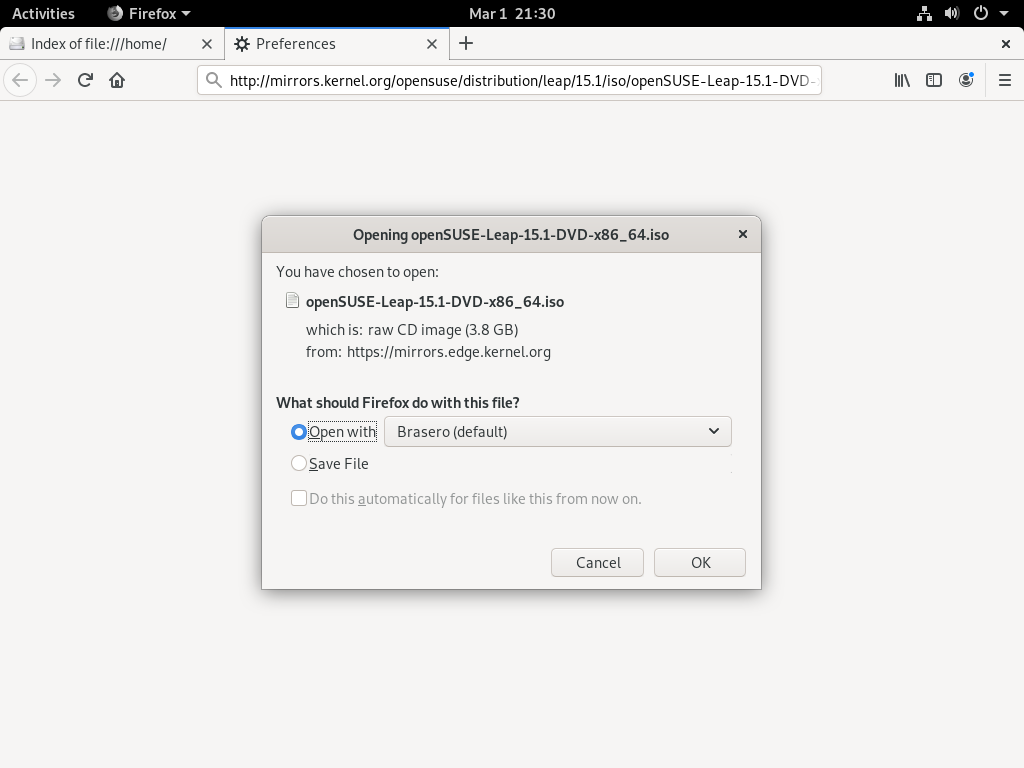 Activities Firefox Mar 1 21:30
Index of file:///home/ Preferences
http://mirrors.kernel.org/opensuse/distribution/leap/15.1/iso/openSUSE-Leap-15.1-DVD-
Opening openSUSE-Leap-15.1-DVD-x86_64.iso
You have chosen to open:
openSUSE-Leap-15.1-DVD-x86_64.iso
which is: raw CD image (3.8 GB)
from: https://mirrors.edge.kernel.org
What should Firefox do with this file?
Open with Brasero (default)
Save File
Do this automatically for files like this from now on.
Cancel OK